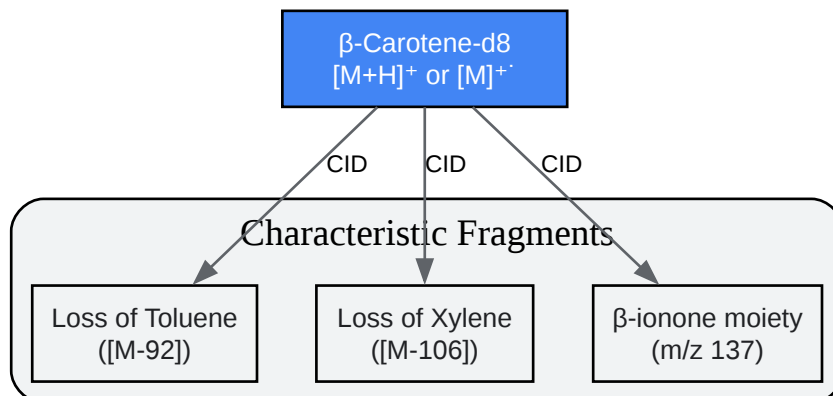 β-Carotene-d8
[M+H]⁺ or [M]⁺˙
CID CID CID
Characteristic Fragments
Loss of Toluene
([M-92])
Loss of Xylene
([M-106])
β-ionone moiety
(m/z 137)